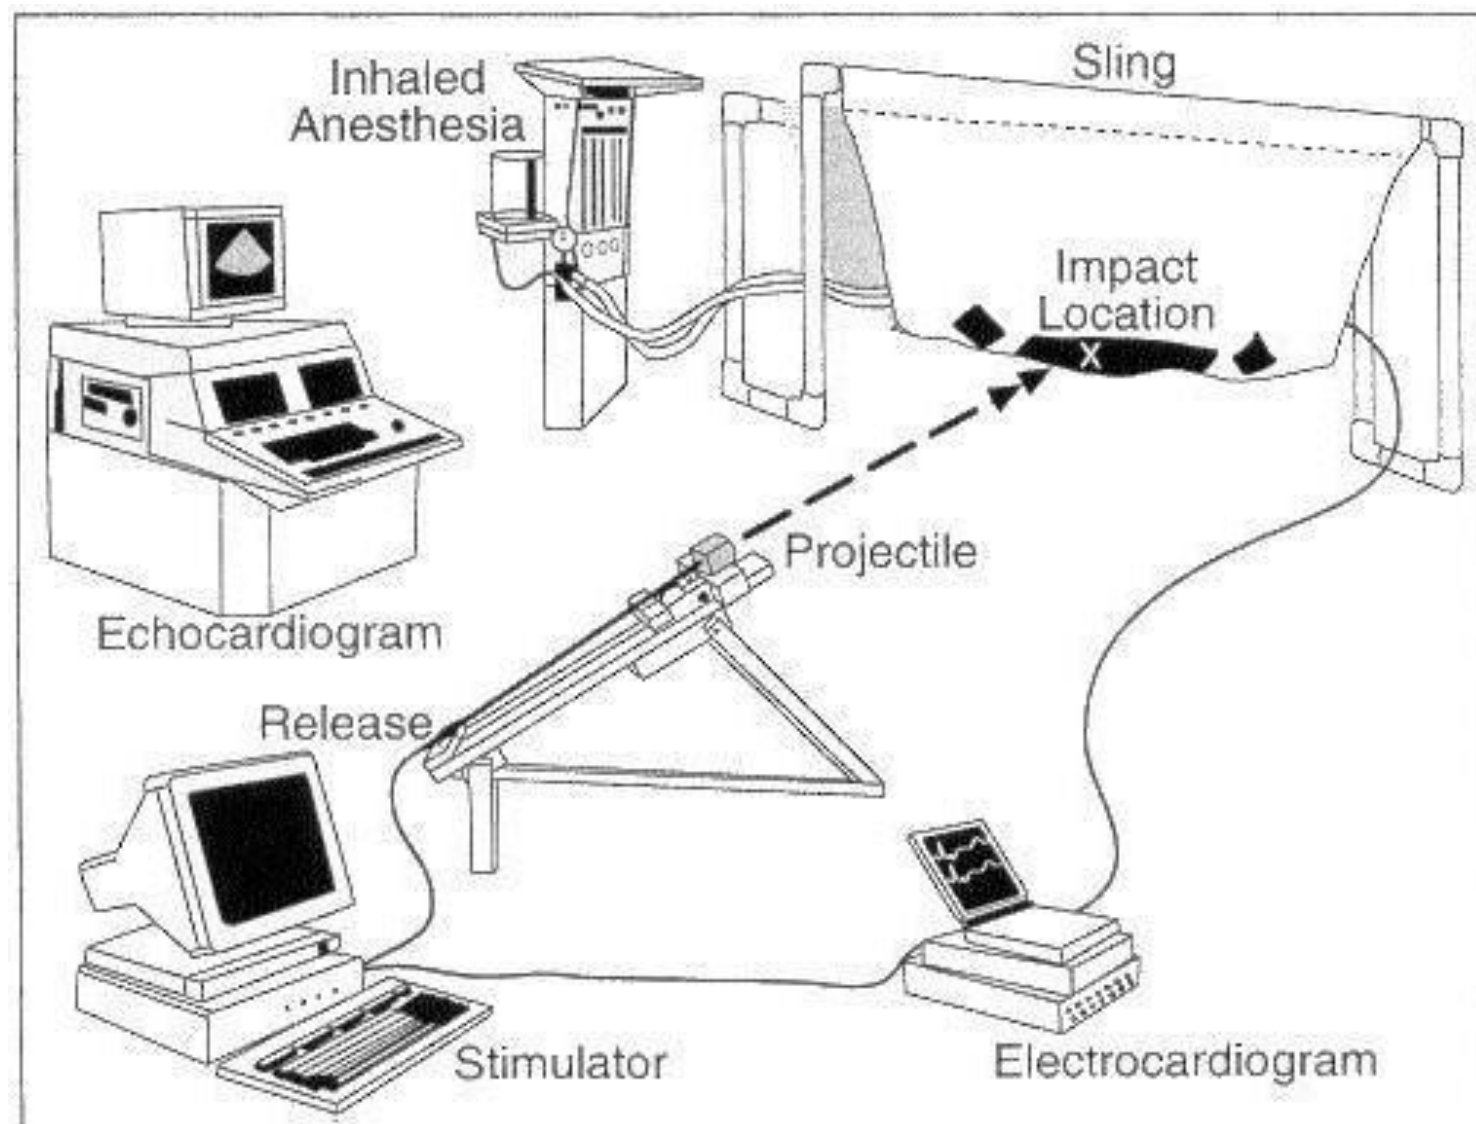 Inhaled
Anesthesia
Sling
Impact
Location
X
Projectile
Echocardiogram
Release
Stimulator
Electrocardiogram